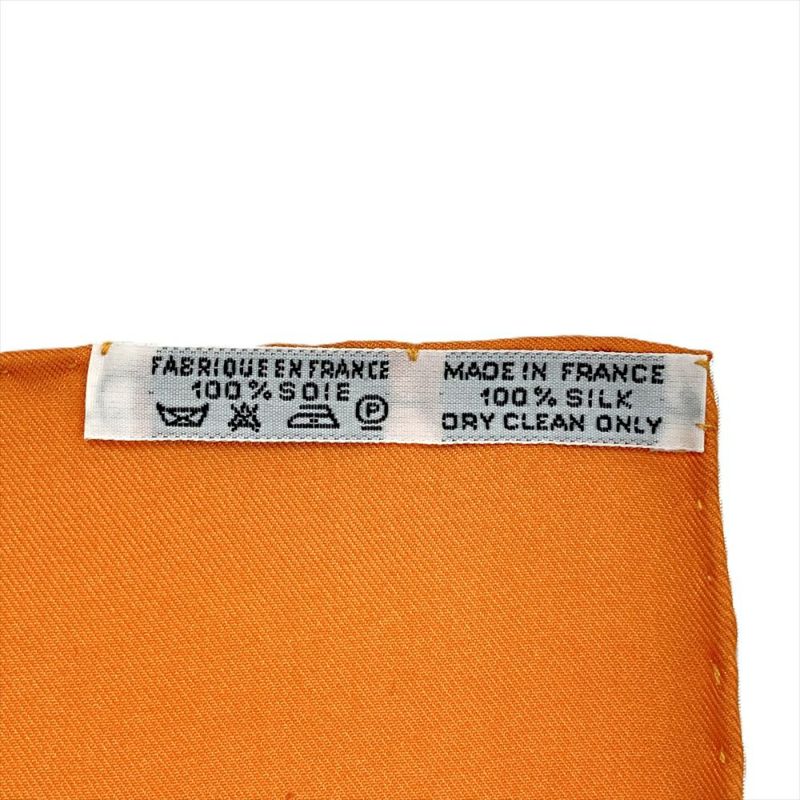 FABRIQUE EN FRANCE
100% SOIE
P
MADE IN FRANCE
100% SILK
DRY CLEAN ONLY